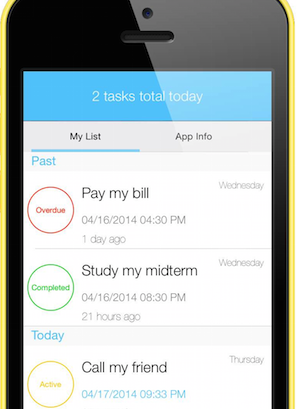 2 tasks total today
My List App Info
Past
Wednesday
Pay my bill
Overdue
04/16/2014 04:30 PM
1 day ago
Wednesday
Study my midterm
Completed
04/16/2014 08:30 PM
21 hours ago
Today
Thursday
Call my friend
Active
04/17/2014 09:33 PM